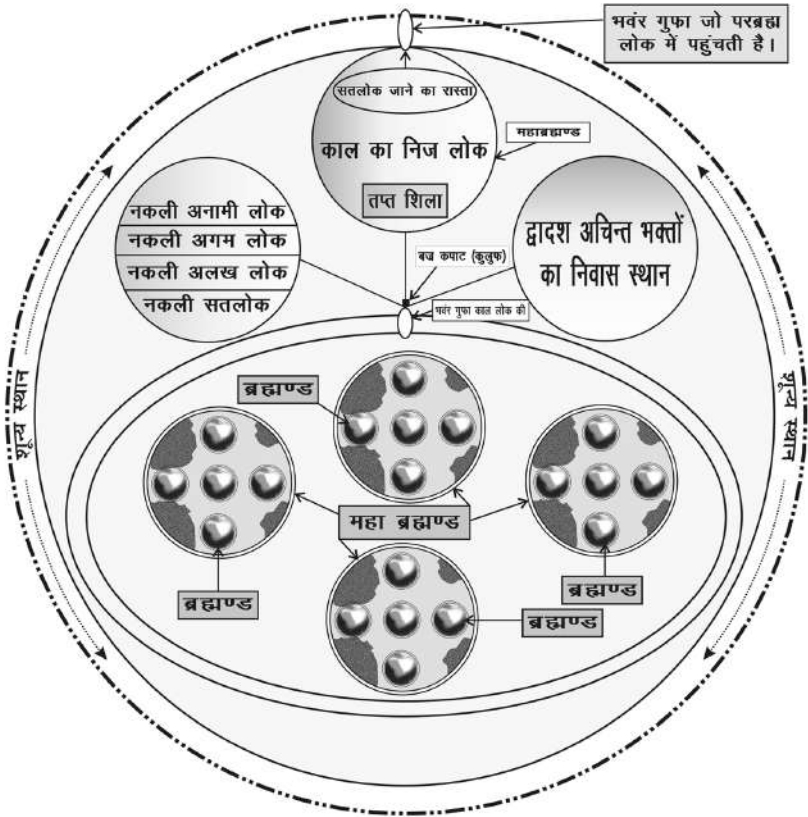 भवंर गुफा जो परब्रह्म
लोक में पहुंचती है।
सतलोक जाने का रास्ता
महाब्रह्मण्ड
काल का निज लोक
तप्त शिला
नकली अनामी लोक
नकली अगम लोक
नकली अलख लोक
नकली सतलोक
द्वादश अचिन्त भक्तों
का निवास स्थान
बज्र कपाट (कुलुफ)
भवंर गुफा काल लोक की
शून्य स्थान
शून्य स्थान
ब्रह्मण्ड
महा ब्रह्मण्ड
ब्रह्मण्ड
ब्रह्मण्ड
ब्रह्मण्ड